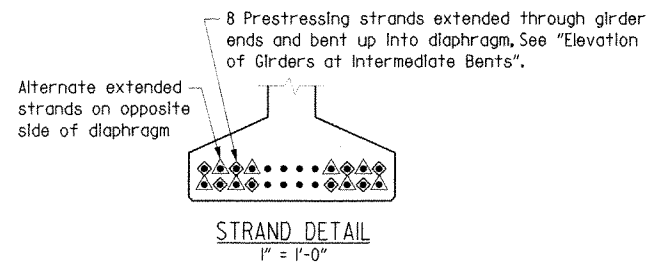 8 Prestressing strands extended through girder
ends and bent up into diaphragm. See "Elevation
of Girders at Intermediate Bents".
Alternate extended
strands on opposite
side of diaphragm
STRAND DETAIL
1" = 1'-0"